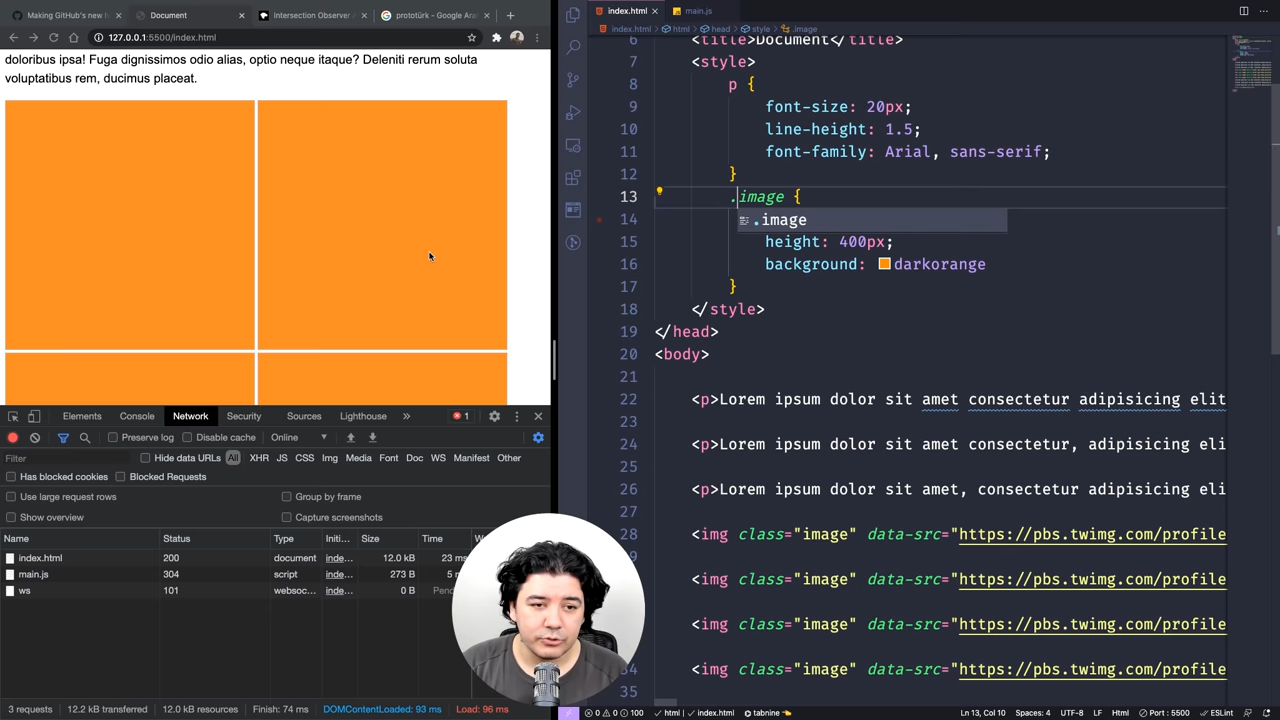 Making GitHub's new h
Document
Intersection Observer A
prototürk - Google Aram
127.0.0.1:5500/index.html
doloribus ipsa! Fuga dignissimos odio alias, optio neque itaque? Deleniti rerum soluta
voluptatibus rem, ducimus placeat.
Elements Console Network Security Sources Lighthouse » 1
Preserve log Disable cache Online
Filter Hide data URLs All XHR JS CSS Img Media Font Doc WS Manifest Other
Has blocked cookies Blocked Requests
Use large request rows Group by frame
Show overview Capture screenshots
Name Status Type Initi... Size Time
index.html 200 document inde... 12.0 kB 23 ms
main.js 304 script inde... 273 B
ws 101 websoc... inde... 0 B
3 requests 12.2 kB transferred 12.0 kB resources Finish: 74 ms DOMContentLoaded: 93 ms Load: 96 ms
index.html main.js
index.html html head style .image
6 <title>Document</title>
7 <style>
8 p {
9 font-size: 20px;
10 line-height: 1.5;
11 font-family: Arial, sans-serif;
12 }
13 .image {
14 .image
15 height: 400px;
16 background: darkorange
17 }
18 </style>
19 </head>
20 <body>
21
22 <p>Lorem ipsum dolor sit amet consectetur adipisicing elit
23
24 <p>Lorem ipsum dolor sit amet consectetur, adipisicing eli
25
26 <p>Lorem ipsum dolor sit amet, consectetur adipisicing eli
28 <img class="image" data-src="https://pbs.twimg.com/profile
<img class="image" data-src="https://pbs.twimg.com/profile
<img class="image" data-src="https://pbs.twimg.com/profile
<img class="image" data-src="https://pbs.twimg.com/profile
35
0 0 100 html index.html tabnine Ln 13, Col 10 Spaces: 4 UTF-8 LF Html Port : 5500 ESLint